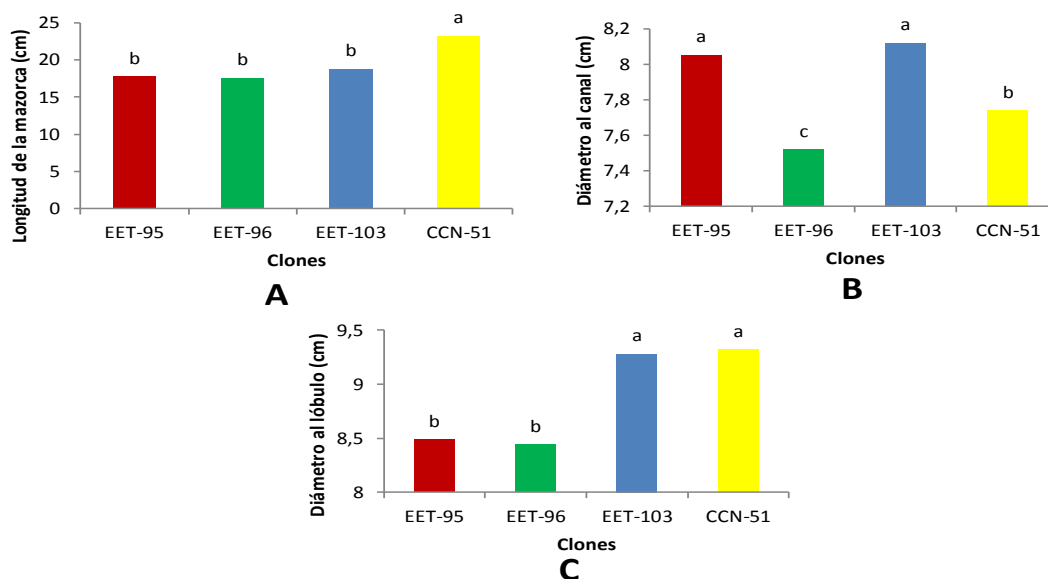 Longitud de la mazorca (cm)
25
20
15
10
5
0
b
b
b
a
EET-95 EET-96 EET-103 CCN-51
Clones
A
Diámetro al canal (cm)
8,2
8
7,8
7,6
7,4
7,2
a
c
a
b
EET-95 EET-96 EET-103 CCN-51
Clones
B
Diámetro al lóbulo (cm)
9,5
9
8,5
8
b
b
a
a
EET-95 EET-96 EET-103 CCN-51
Clones
C